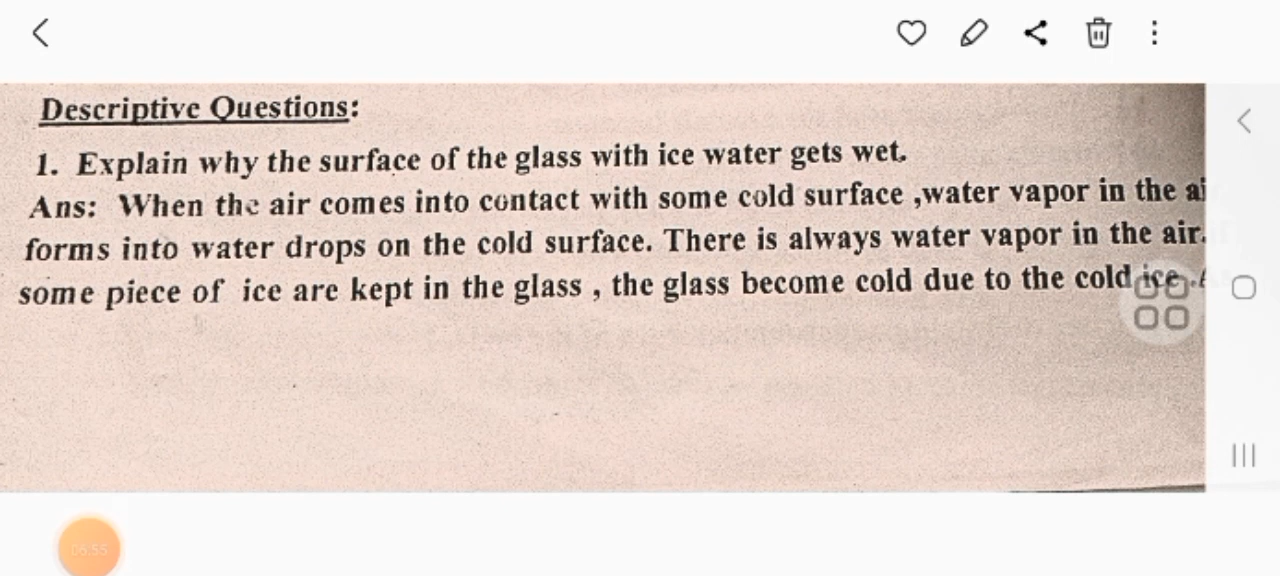 Descriptive Questions:
1. Explain why the surface of the glass with ice water gets wet.
Ans: When the air comes into contact with some cold surface ,water vapor in the
forms into water drops on the cold surface. There is always water vapor in the air.
some piece of ice are kept in the glass , the glass become cold due to the cold ice .
06:55